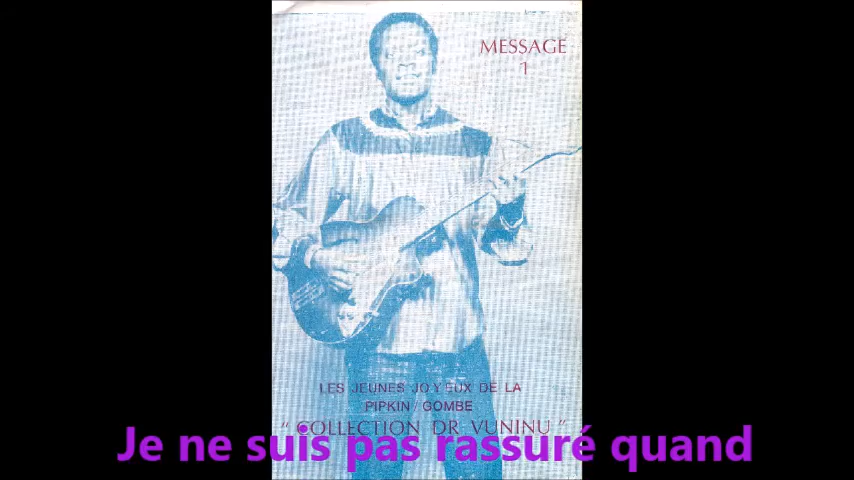 MESSAGE
1
LES JEUNES JOYEUX DE LA
PIPKIN / GOMBE
“ COLLECTION DR VUNINU ”
Je ne suis pas rassuré quand